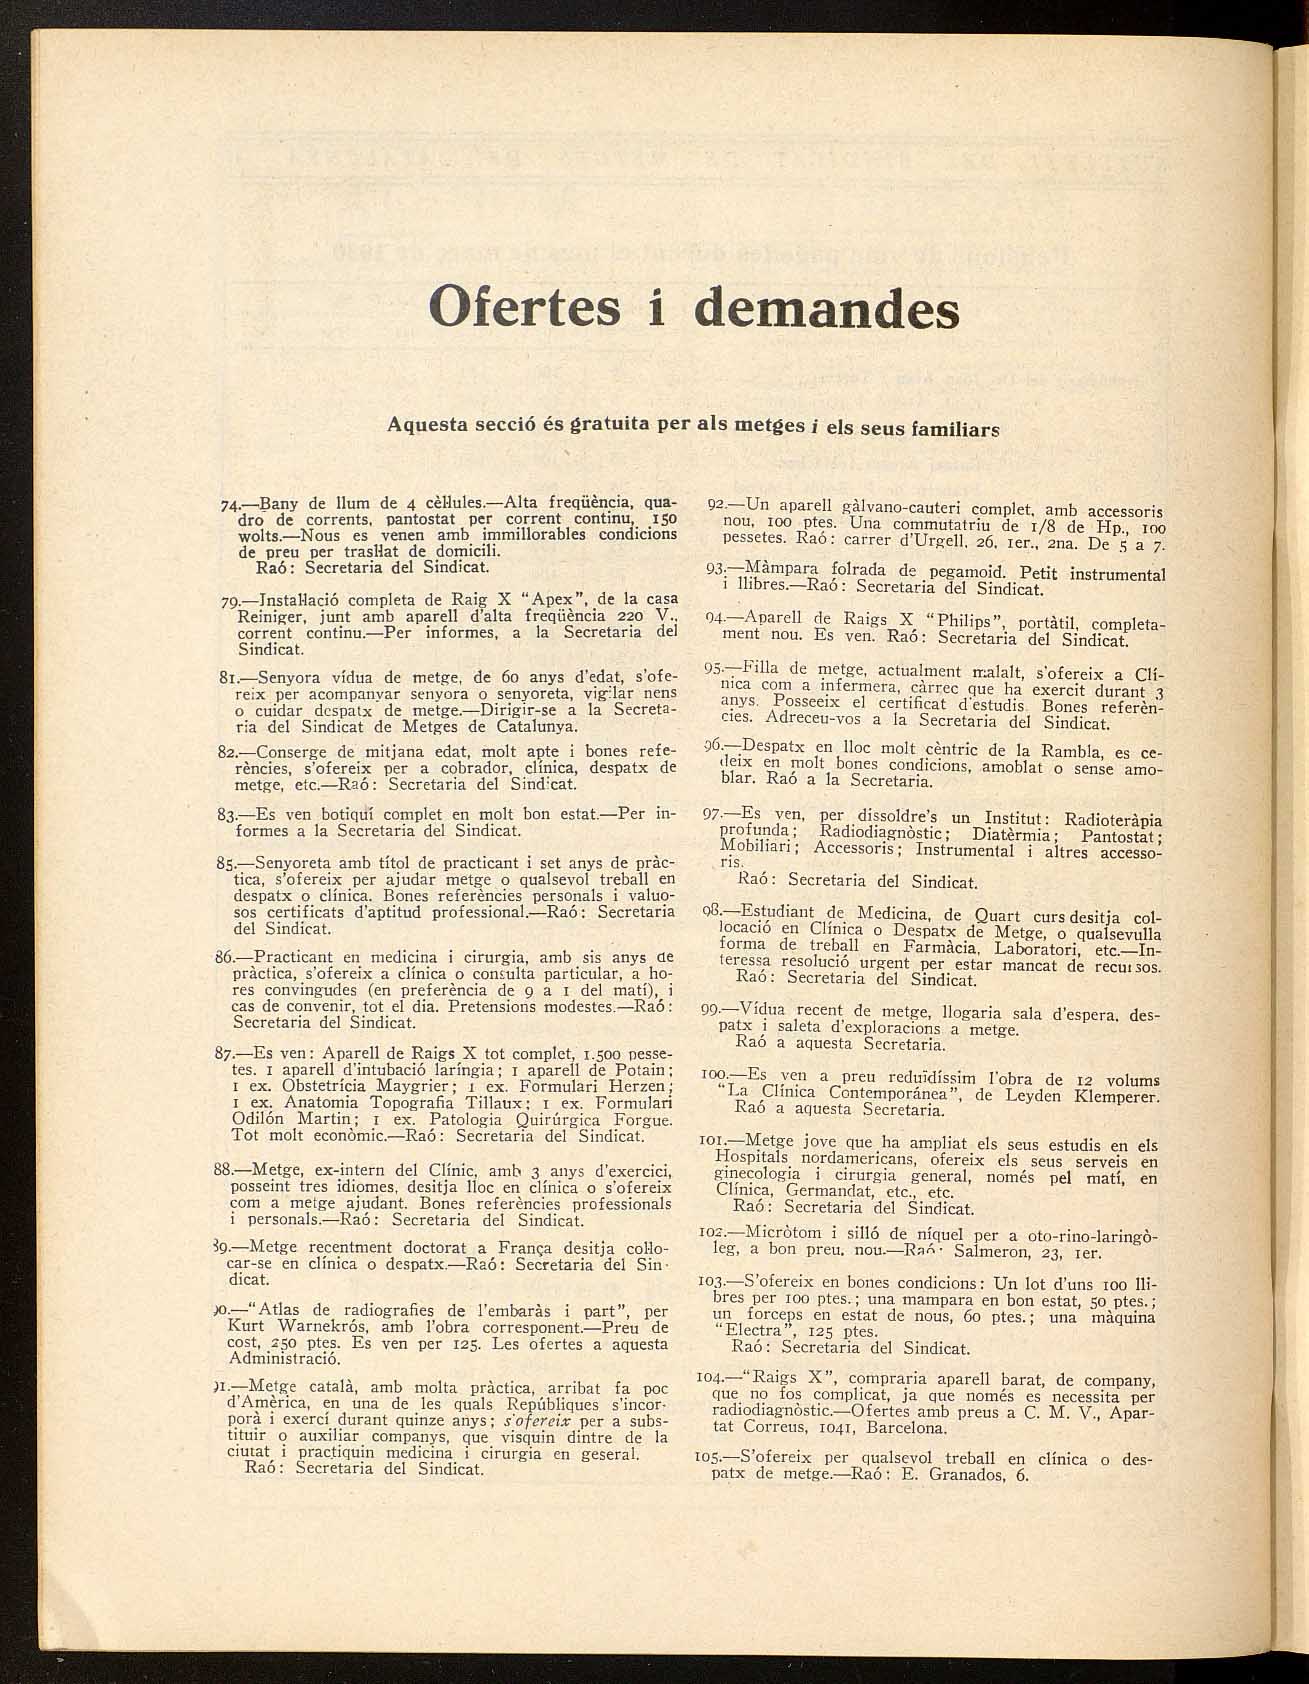 Ofertes i demandes
Aquesta secció és gratuita per als metges i els seus familiars
74.—Bany de llum de 4 cèŀlules.—Alta freqüència, qua-
dro de corrents, pantostat per corrent continu, 150
wolts.—Nous es venen amb immillorables condicions
de preu per trasŀlat de domicili.
Raó: Secretaria del Sindicat.
79.—Instaŀlació completa de Raig X “Apex”, de la casa
Reiniger, junt amb aparell d'alta freqüència 220 V.,
corrent continu.—Per informes, a la Secretaria del
Sindicat.
81.—Senyora vídua de metge, de 60 anys d'edat, s'ofe-
reix per acompanyar senyora o senyoreta, vigilar nens
o cuidar despatx de metge.—Dirigir-se a la Secreta-
ria del Sindicat de Metges de Catalunya.
82.—Conserge de mitjana edat, molt apte i bones refe-
rències, s'ofereix per a cobrador, clínica, despatx de
metge, etc.—Raó: Secretaria del Sindicat.
83.—Es ven botiquí complet en molt bon estat.—Per in-
formes a la Secretaria del Sindicat.
85.—Senyoreta amb títol de practicant i set anys de pràc-
tica, s'ofereix per ajudar metge o qualsevol treball en
despatx o clínica. Bones referències personals i valuo-
sos certificats d'aptitud professional.—Raó: Secretaria
del Sindicat.
86.—Practicant en medicina i cirurgia, amb sis anys de
pràctica, s'ofereix a clínica o consulta particular, a ho-
res convingudes (en preferència de 9 a 1 del matí), i
cas de convenir, tot el dia. Pretensions modestes.—Raó:
Secretaria del Sindicat.
87.—Es ven: Aparell de Raigs X tot complet, 1.500 pesse-
tes. 1 aparell d'intubació laríngia; 1 aparell de Potain;
1 ex. Obstetrícia Maygrier; 1 ex. Formulari Herzen;
1 ex. Anatomia Topografia Tillaux; 1 ex. Formulari
Odilón Martin; 1 ex. Patologia Quirúrgica Forgue.
Tot molt econòmic.—Raó: Secretaria del Sindicat.
88.—Metge, ex-intern del Clínic, amb 3 anys d'exercici,
posseint tres idiomes, desitja lloc en clínica o s'ofereix
com a metge ajudant. Bones referències professionals
i personals.—Raó: Secretaria del Sindicat.
89.—Metge recentment doctorat a França desitja coŀlo-
car-se en clínica o despatx.—Raó: Secretaria del Sin-
dicat.
90.—“Atlas de radiografies de l'embaràs i part”, per
Kurt Warnekrós, amb l'obra corresponent.—Preu de
cost, 250 ptes. Es ven per 125. Les ofertes a aquesta
Administració.
91.—Metge català, amb molta pràctica, arribat fa poc
d'Amèrica, en una de les quals Repúbliques s'incor-
porà i exercí durant quinze anys; s'ofereix per a subs-
tituir o auxiliar companys, que visquin dintre de la
ciutat i practiquin medicina i cirurgia en geseral.
Raó: Secretaria del Sindicat.
92.—Un aparell gàlvano-cauteri complet, amb accessoris
nou, 100 ptes. Una commutatriu de 1/8 de Hp., 100
pessetes. Raó: carrer d'Urgell, 26, 1er., 2na. De 5 a 7.
93.—Màmpara folrada de pegamoid. Petit instrumental
i llibres.—Raó: Secretaria del Sindicat.
94.—Aparell de Raigs X “Philips”, portàtil, completa-
ment nou. Es ven. Raó: Secretaria del Sindicat.
95.—Filla de metge, actualment malalt, s'ofereix a Clí-
nica com a infermera, càrrec que ha exercit durant 3
anys. Posseeix el certificat d'estudis. Bones referèn-
cies. Adreceu-vos a la Secretaria del Sindicat.
96.—Despatx en lloc molt cèntric de la Rambla, es ce-
deix en molt bones condicions, amoblat o sense amo-
blar. Raó a la Secretaria.
97.—Es ven, per dissoldre's un Institut: Radioteràpia
profunda; Radiodiagnòstic; Diatèrmia; Pantostat;
Mobiliari; Accessoris; Instrumental i altres accesso-
ris.
Raó: Secretaria del Sindicat.
98.—Estudiant de Medicina, de Quart curs desitja col-
locació en Clínica o Despatx de Metge, o qualsevulla
forma de treball en Farmàcia, Laboratori, etc.—In-
teressa resolució urgent per estar mancat de recursos.
Raó: Secretaria del Sindicat.
99.—Vídua recent de metge, llogaria sala d'espera, des-
patx i saleta d'exploracions a metge.
Raó a aquesta Secretaria.
100.—Es ven a preu reduïdíssim l'obra de 12 volums
“La Clínica Contemporánea”, de Leyden Klemperer.
Raó a aquesta Secretaria.
101.—Metge jove que ha ampliat els seus estudis en els
Hospitals nordamericans, ofereix els seus serveis en
ginecologia i cirurgia general, només pel matí, en
Clínica, Germandat, etc., etc.
Raó: Secretaria del Sindicat.
102.—Micròtom i silló de níquel per a oto-rino-laringò-
leg, a bon preu, nou.—Raó: Salmeron, 23, 1er.
103.—S'ofereix en bones condicions: Un lot d'uns 100 lli-
bres per 100 ptes.; una mampara en bon estat, 50 ptes.;
un forceps en estat de nous, 60 ptes.; una màquina
“Electra”, 125 ptes.
Raó: Secretaria del Sindicat.
104.—“Raigs X”, compraria aparell barat, de company,
que no fos complicat, ja que només es necessita per
radiodiagnòstic.—Ofertes amb preus a C. M. V., Apar-
tat Correus, 1041, Barcelona.
105.—S'ofereix per qualsevol treball en clínica o des-
patx de metge.—Raó: E. Granados, 6.